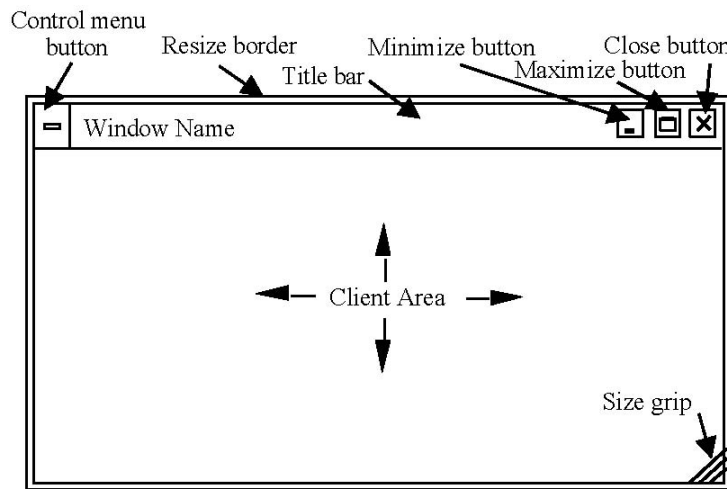 Control menu
button
Resize border
Title bar
Minimize button
Maximize button
Close button
Window Name
Client Area
Size grip